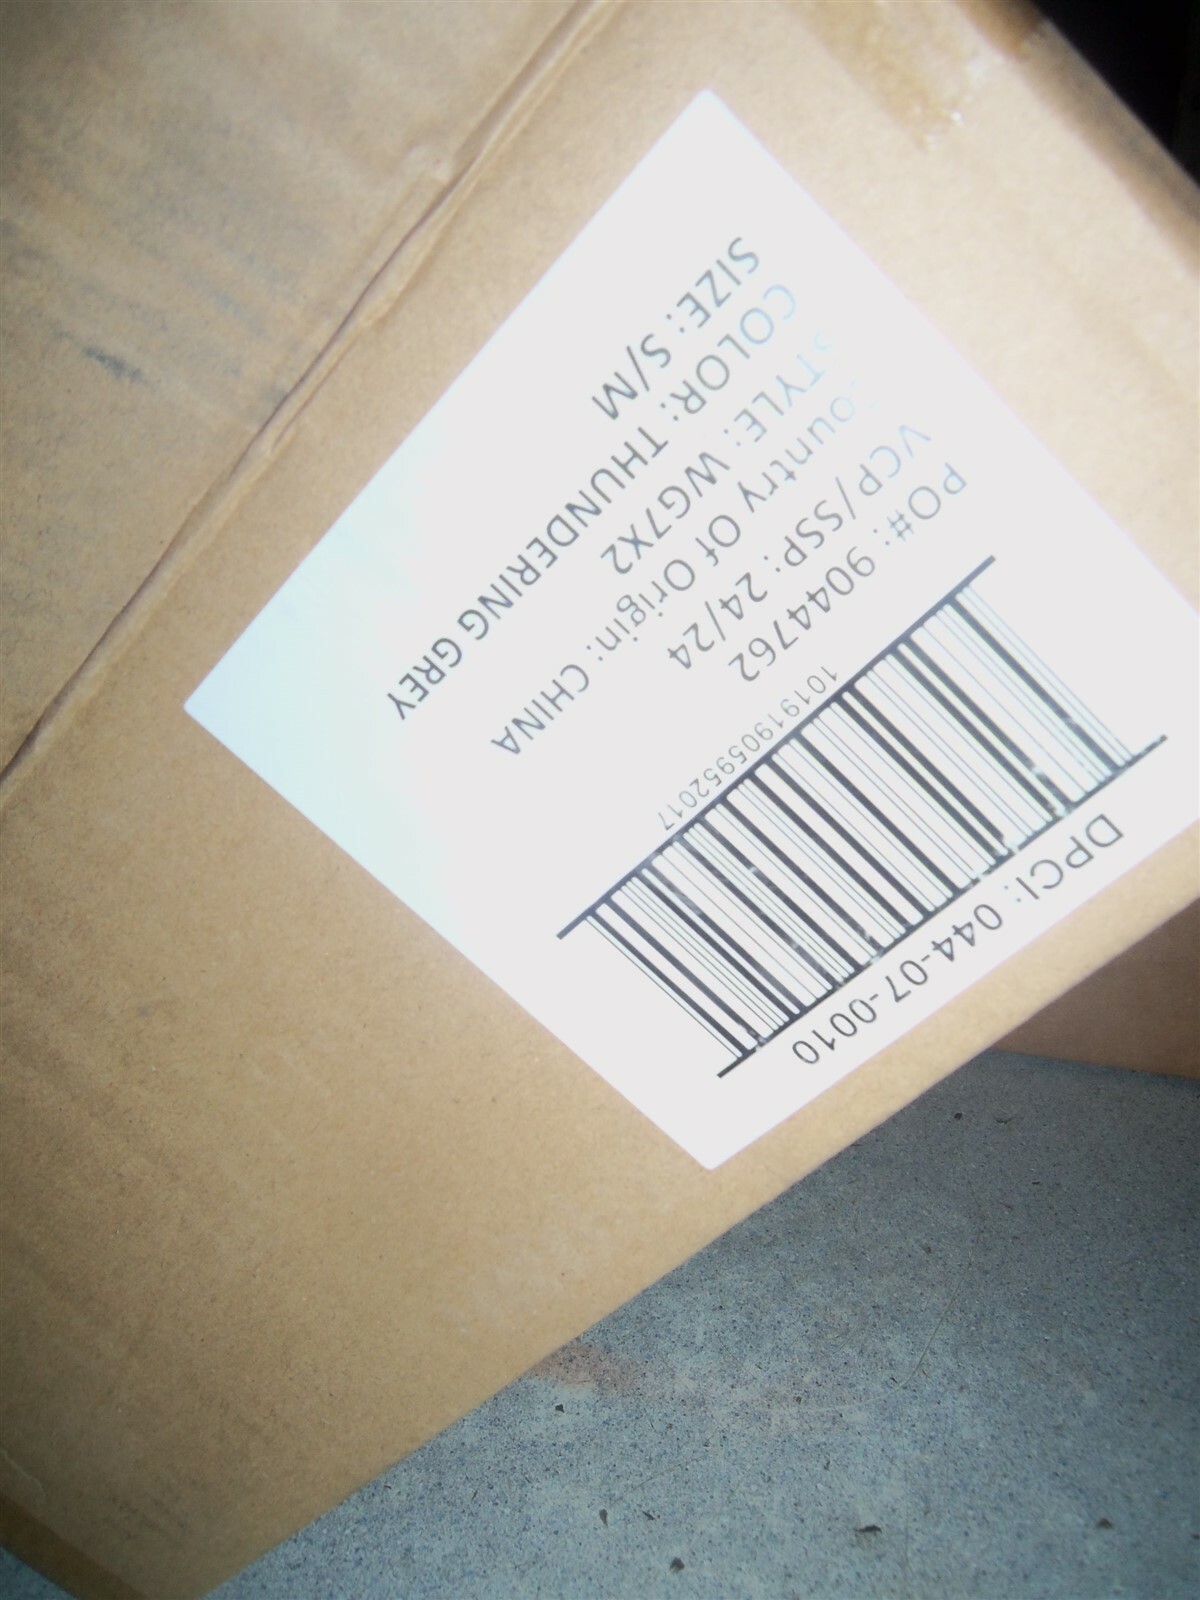 DPCI: 044-07-0010
10191905952017
PO#: 9044762
VCP/SSP: 24/24
Country Of Origin: CHINA
STYLE: WG7X2
COLOR: THUNDERING GREY
SIZE: S/M